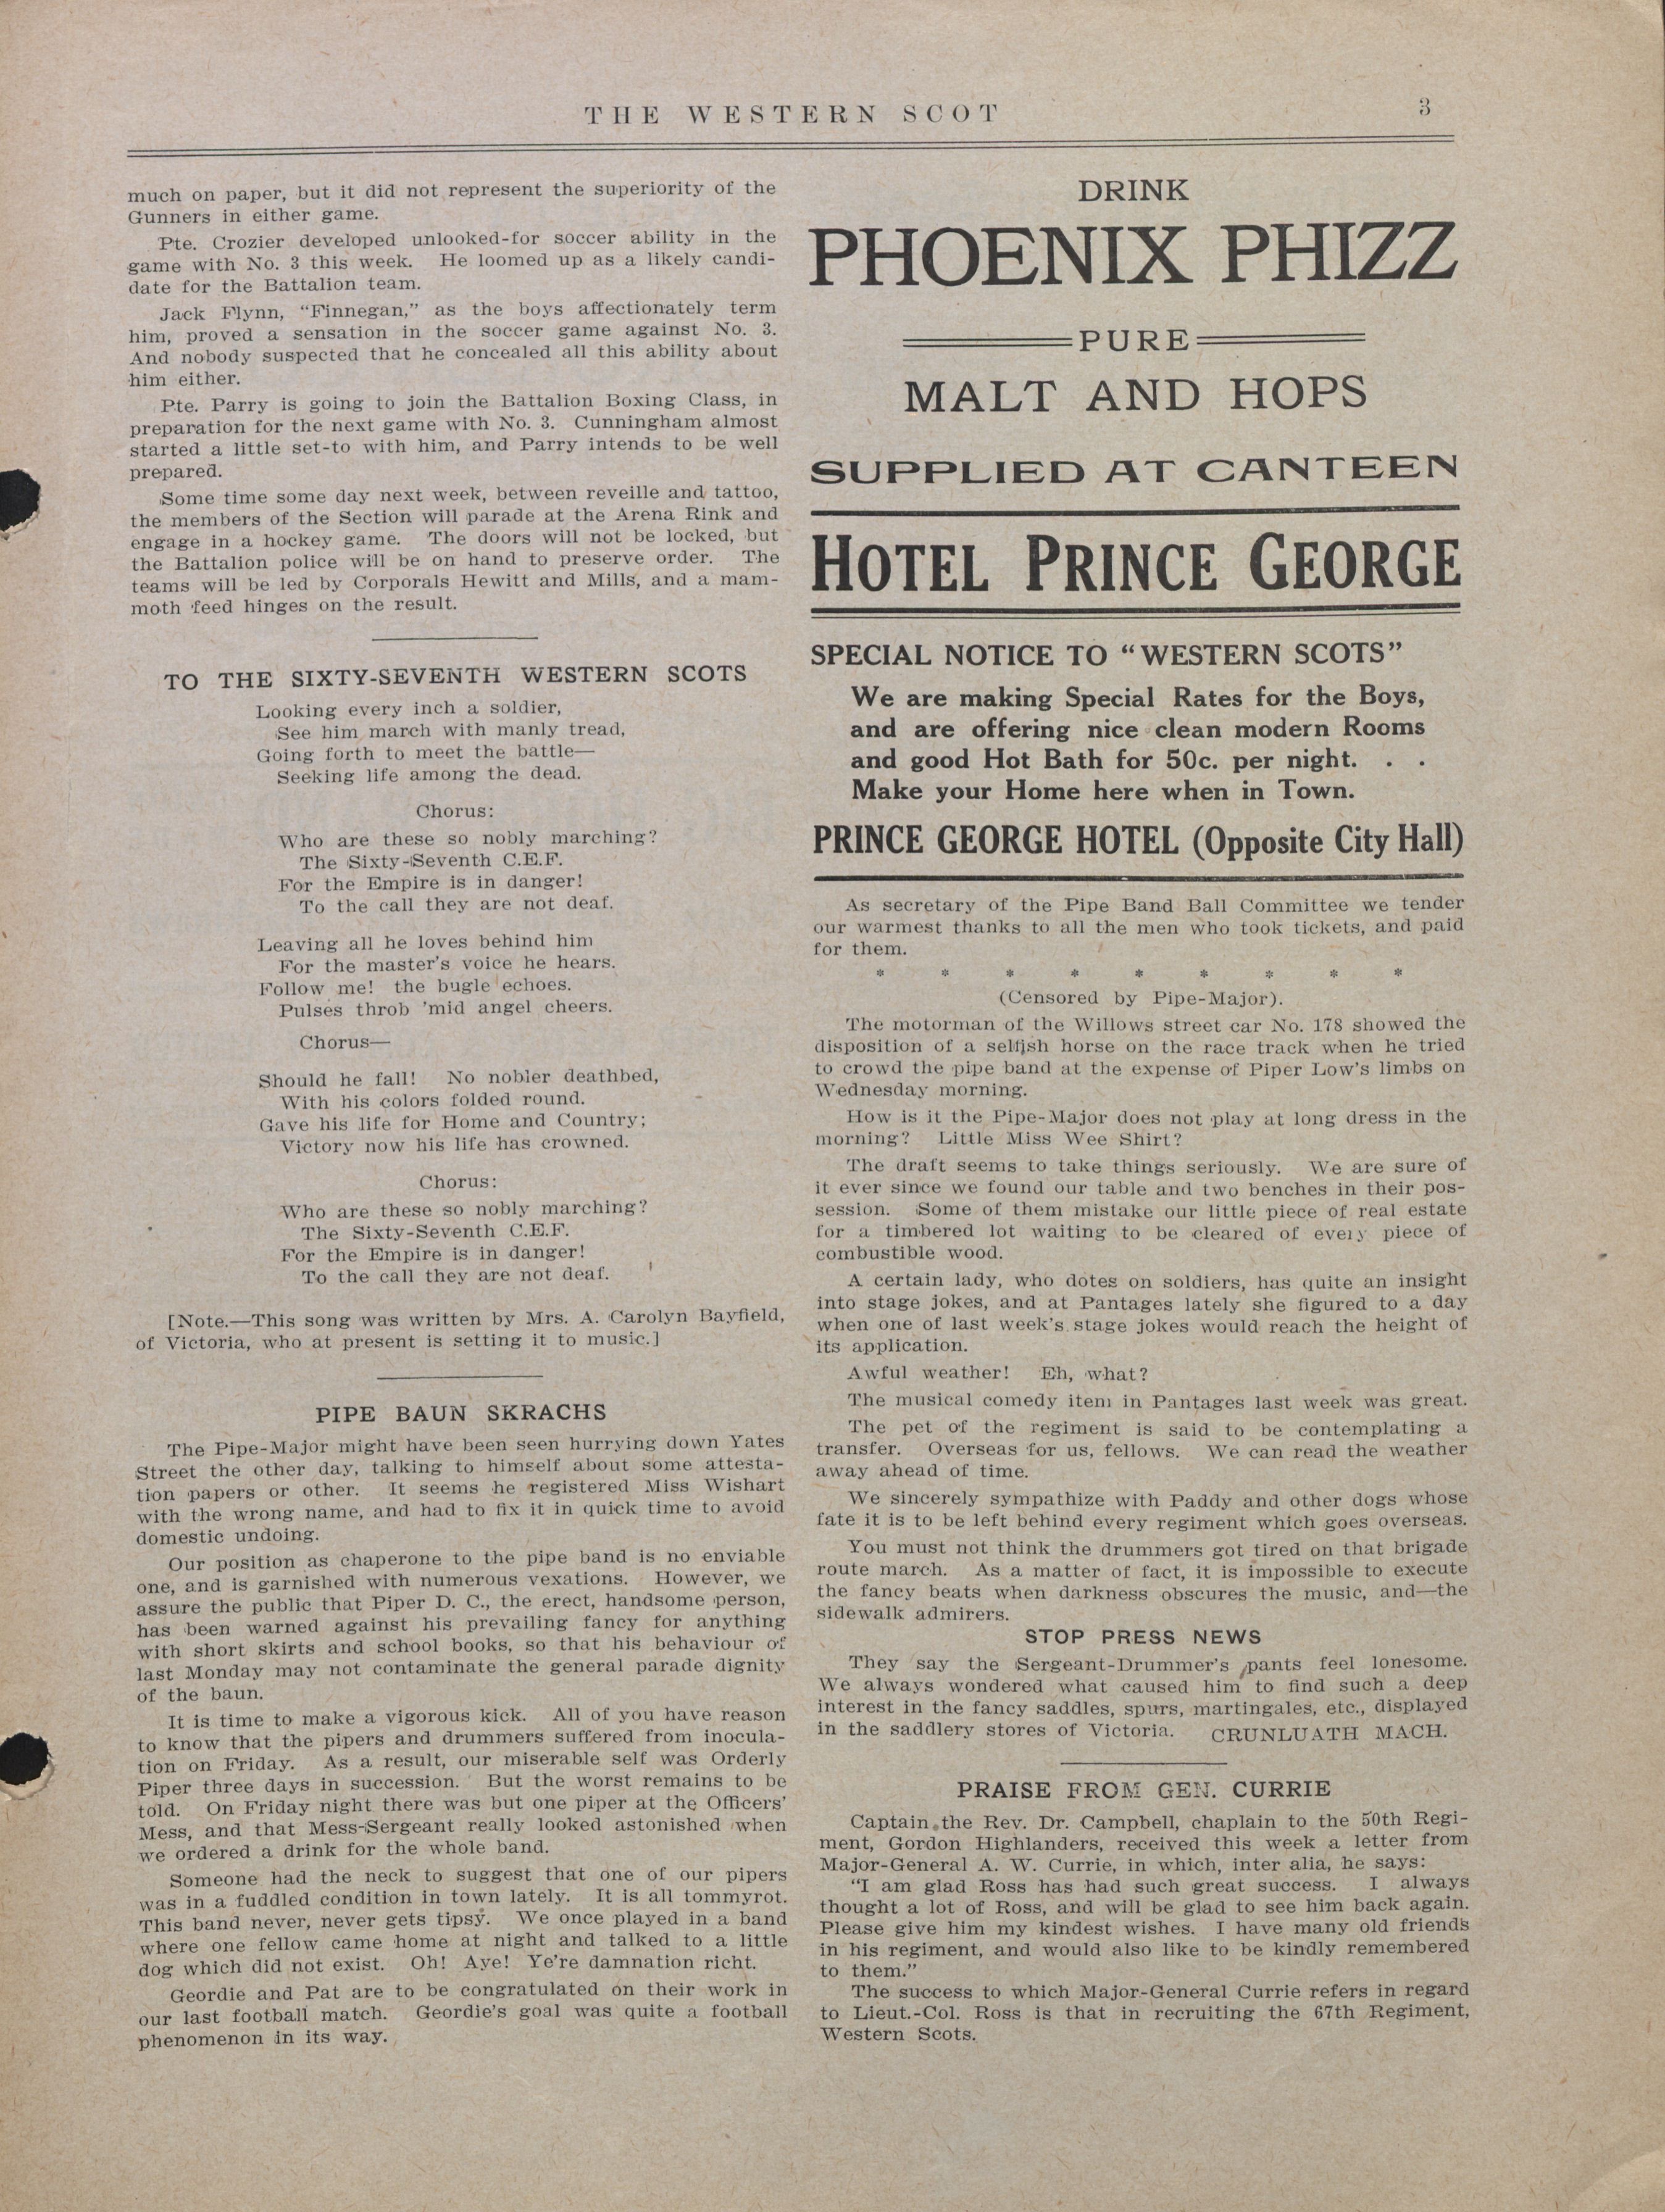 THE WESTERN SCOT
3
much on paper, but it did not represent the superiority of the
Gunners in either game.
Pte. Crozier developed unlooked-for soccer ability in the
game with No. 3 this week. He loomed up as a likely candi-
date for the Battalion team.
Jack Flynn, "Finnegan," as the boys affectionately term
him, proved a sensation in the soccer game against No. 3.
And nobody suspected that he concealed all this ability about
him either.
Pte. Parry is going to join the Battalion Boxing Class, in
preparation for the next game with No. 3. Cunningham almost
started a little set-to with him, and Parry intends to be well
prepared.
Some time some day next week, between reveille and tattoo,
the members of the Section will parade at the Arena Rink and
engage in a hockey game. The doors will not be locked, but
the Battalion police will be on hand to preserve order. The
teams will be led by Corporals Hewitt and Mills, and a mam-
moth feed hinges on the result.
TO THE SIXTY-SEVENTH WESTERN SCOTS
Looking every inch a soldier,
See him march with manly tread,
Going forth to meet the battle—
Seeking life among the dead.
Chorus:
Who are these so nobly marching?
The Sixty-Seventh C.E.F.
For the Empire is in danger!
To the call they are not deaf.
Leaving all he loves behind him
For the master's voice he hears.
Follow me! the bugle echoes.
Pulses throb 'mid angel cheers.
Chorus—
Should he fall! No nobler deathbed,
With his colors folded round.
Gave his life for Home and Country;
Victory now his life has crowned.
Chorus:
Who are these so nobly marching?
The Sixty-Seventh C.E.F.
For the Empire is in danger!
To the call they are not deaf.
[Note.—This song was written by Mrs. A. Carolyn Bayfield,
of Victoria, who at present is setting it to music.]
PIPE BAUN SKRACHS
The Pipe-Major might have been seen hurrying down Yates
Street the other day, talking to himself about some attesta-
tion papers or other. It seems he registered Miss Wishart
with the wrong name, and had to fix it in quick time to avoid
domestic undoing.
Our position as chaperone to the pipe band is no enviable
one, and is garnished with numerous vexations. However, we
assure the public that Piper D. C., the erect, handsome person,
has been warned against his prevailing fancy for anything
with short skirts and school books, so that his behaviour of
last Monday may not contaminate the general parade dignity
of the baun.
It is time to make a vigorous kick. All of you have reason
to know that the pipers and drummers suffered from inocula-
tion on Friday. As a result, our miserable self was Orderly
Piper three days in succession. But the worst remains to be
told. On Friday night there was but one piper at the Officers'
Mess, and that Mess-Sergeant really looked astonished when
we ordered a drink for the whole band.
Someone had the neck to suggest that one of our pipers
was in a fuddled condition in town lately. It is all tommyrot.
This band never, never gets tipsy. We once played in a band
where one fellow came home at night and talked to a little
dog which did not exist. Oh! Aye! Ye're damnation richt.
Geordie and Pat are to be congratulated on their work in
our last football match. Geordie's goal was quite a football
phenomenon in its way.
DRINK
PHOENIX PHIZZ
PURE
MALT AND HOPS
SUPPLIED AT CANTEEN
HOTEL PRINCE GEORGE
SPECIAL NOTICE TO "WESTERN SCOTS"
We are making Special Rates for the Boys,
and are offering nice clean modern Rooms
and good Hot Bath for 50c. per night. . .
Make your Home here when in Town.
PRINCE GEORGE HOTEL (Opposite City Hall)
As secretary of the Pipe Band Ball Committee we tender
our warmest thanks to all the men who took tickets, and paid
for them.
* * * * * * * * *
(Censored by Pipe-Major).
The motorman of the Willows street car No. 178 showed the
disposition of a selfjsh horse on the race track when he tried
to crowd the pipe band at the expense of Piper Low's limbs on
Wednesday morning.
How is it the Pipe-Major does not play at long dress in the
morning? Little Miss Wee Shirt?
The draft seems to take things seriously. We are sure of
it ever since we found our table and two benches in their pos-
session. Some of them mistake our little piece of real estate
for a timbered lot waiting to be cleared of every piece of
combustible wood.
A certain lady, who dotes on soldiers, has quite an insight
into stage jokes, and at Pantages lately she figured to a day
when one of last week's stage jokes would reach the height of
its application.
Awful weather! Eh, what?
The musical comedy item in Pantages last week was great.
The pet of the regiment is said to be contemplating a
transfer. Overseas for us, fellows. We can read the weather
away ahead of time.
We sincerely sympathize with Paddy and other dogs whose
fate it is to be left behind every regiment which goes overseas.
You must not think the drummers got tired on that brigade
route march. As a matter of fact, it is impossible to execute
the fancy beats when darkness obscures the music, and—the
sidewalk admirers.
STOP PRESS NEWS
They say the Sergeant-Drummer's pants feel lonesome.
We always wondered what caused him to find such a deep
interest in the fancy saddles, spurs, martingales, etc., displayed
in the saddlery stores of Victoria. CRUNLUATH MACH.
PRAISE FROM GEN. CURRIE
Captain the Rev. Dr. Campbell, chaplain to the 50th Regi-
ment, Gordon Highlanders, received this week a letter from
Major-General A. W. Currie, in which, inter alia, he says:
"I am glad Ross has had such great success. I always
thought a lot of Ross, and will be glad to see him back again.
Please give him my kindest wishes. I have many old friends
in his regiment, and would also like to be kindly remembered
to them."
The success to which Major-General Currie refers in regard
to Lieut.-Col. Ross is that in recruiting the 67th Regiment,
Western Scots.